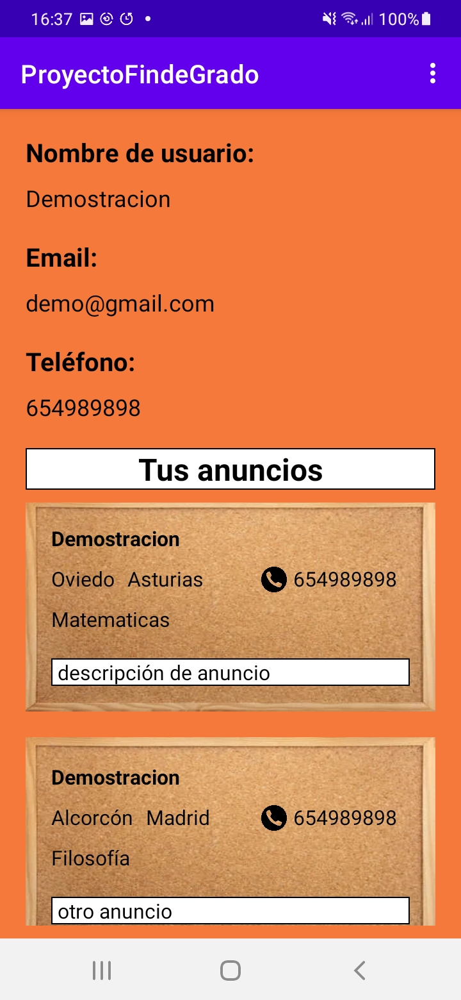 16:37 100%
ProyectoFindeGrado
Nombre de usuario:
Demostracion
Email:
demo@gmail.com
Teléfono:
654989898
Tus anuncios
Demostracion
Oviedo Asturias 654989898
Matematicas
descripción de anuncio
Demostracion
Alcorcón Madrid 654989898
Filosofía
otro anuncio